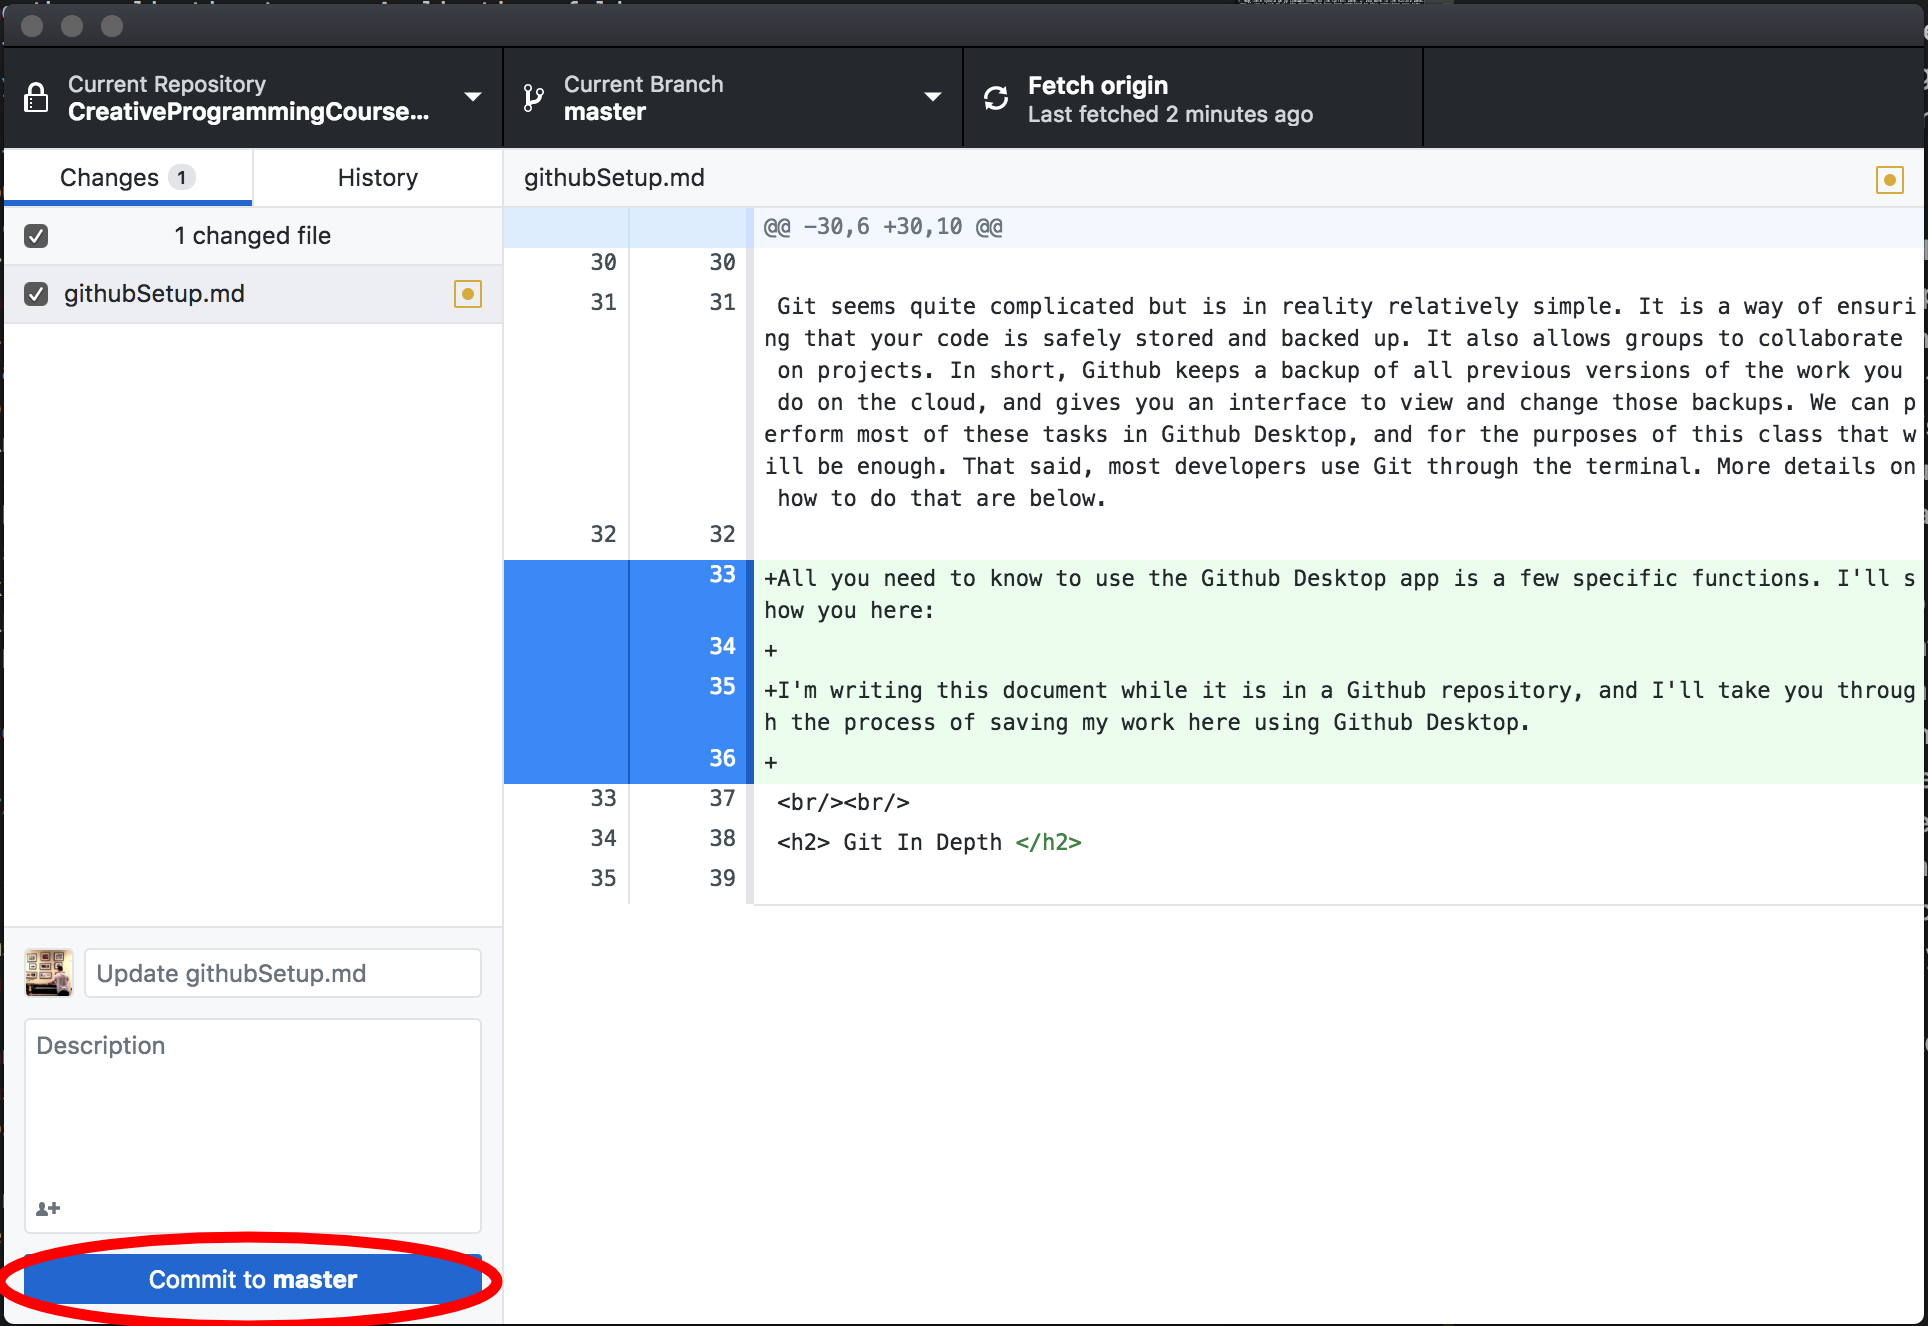 Current Repository
CreativeProgrammingCourse...
Current Branch
master
Fetch origin
Last fetched 2 minutes ago
Changes 1
History
githubSetup.md
1 changed file
githubSetup.md
@@ -30,6 +30,10 @@
30 30
31 31 Git seems quite complicated but is in reality relatively simple. It is a way of ensuri
ng that your code is safely stored and backed up. It also allows groups to collaborate
on projects. In short, Github keeps a backup of all previous versions of the work you
do on the cloud, and gives you an interface to view and change those backups. We can p
erform most of these tasks in Github Desktop, and for the purposes of this class that w
ill be enough. That said, most developers use Git through the terminal. More details on
how to do that are below.
32 32
33 +All you need to know to use the Github Desktop app is a few specific functions. I'll s
how you here:
34 +
35 +I'm writing this document while it is in a Github repository, and I'll take you throug
h the process of saving my work here using Github Desktop.
36 +
33 37 <br/><br/>
34 38 <h2> Git In Depth </h2>
35 39
Update githubSetup.md
Description
Commit to master